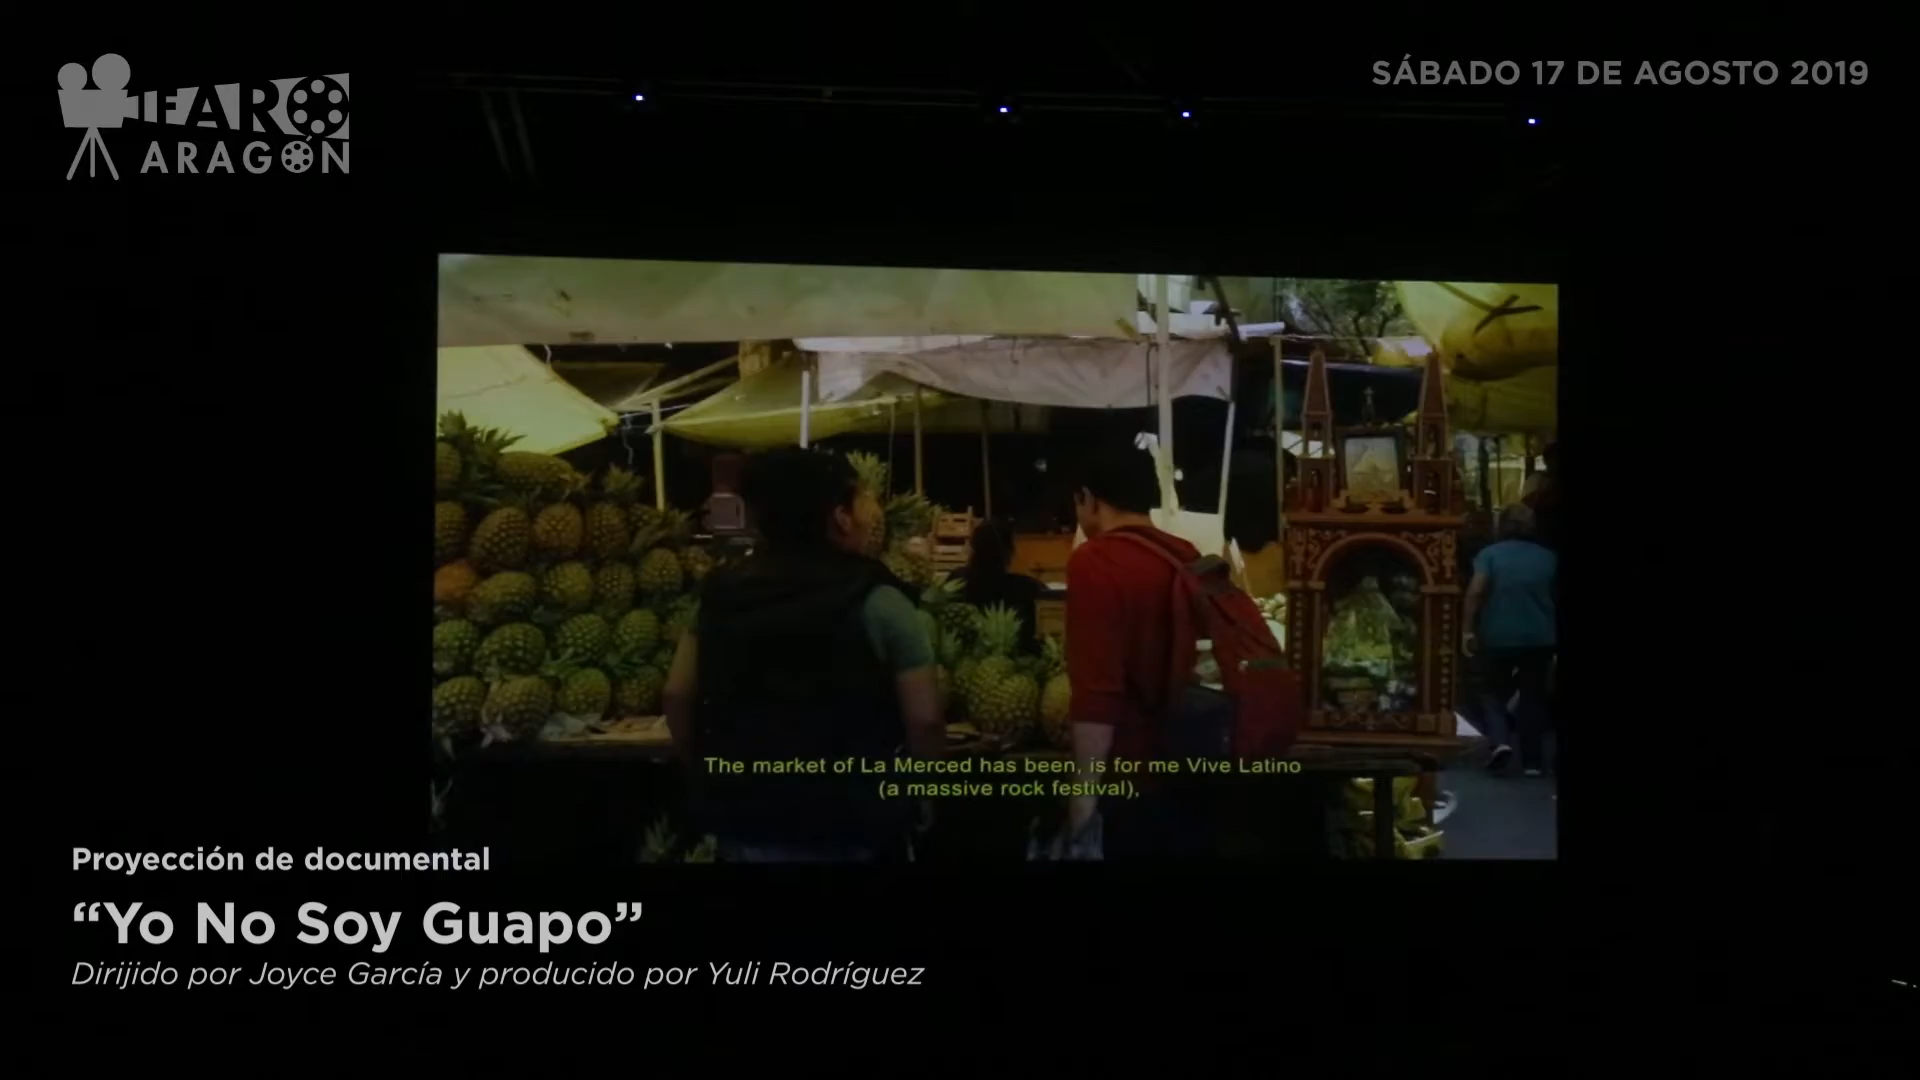 FARO
ARAGÓN
SÁBADO 17 DE AGOSTO 2019
The market of La Merced has been, is for me Vive Latino
(a massive rock festival),
Proyección de documental
“Yo No Soy Guapo”
Dirijido por Joyce García y producido por Yuli Rodríguez